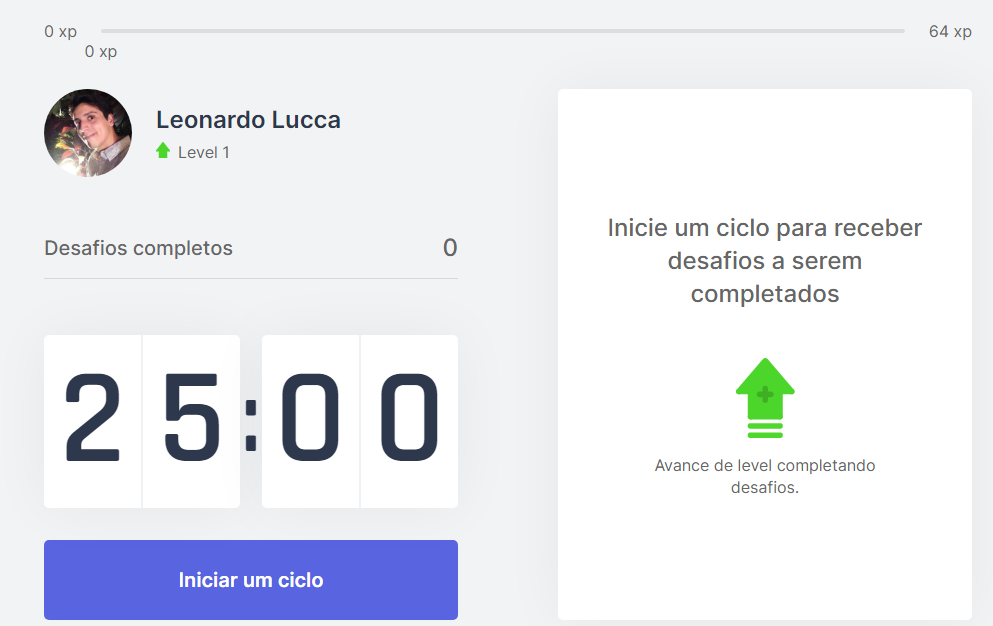 0 xp
64 xp
0 xp
Leonardo Lucca
Level 1
Desafios completos
0
25:00
Iniciar um ciclo
Inicie um ciclo para receber
desafios a serem
completados
Avance de level completando
desafios.